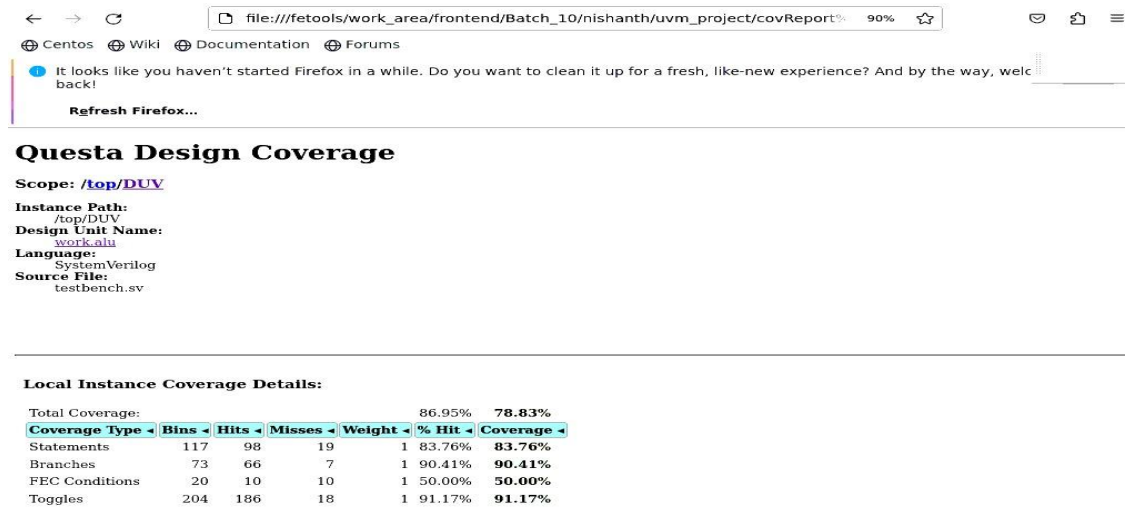 file:///fetools/work_area/frontend/Batch_10/nishanth/uvm_project/covReport% 90%
Centos Wiki Documentation Forums
It looks like you haven't started Firefox in a while. Do you want to clean it up for a fresh, like-new experience? And by the way, welc
back!
Refresh Firefox...
Questa Design Coverage
Scope: /top/DUV
Instance Path:
/top/DUV
Design Unit Name:
work.alu
Language:
SystemVerilog
Source File:
testbench.sv
Local Instance Coverage Details:
Total Coverage: 86.95% 78.83%
Coverage Type Bins Hits Misses Weight % Hit Coverage
Statements 117 98 19 1 83.76% 83.76%
Branches 73 66 7 1 90.41% 90.41%
FEC Conditions 20 10 10 1 50.00% 50.00%
Toggles 204 186 18 1 91.17% 91.17%